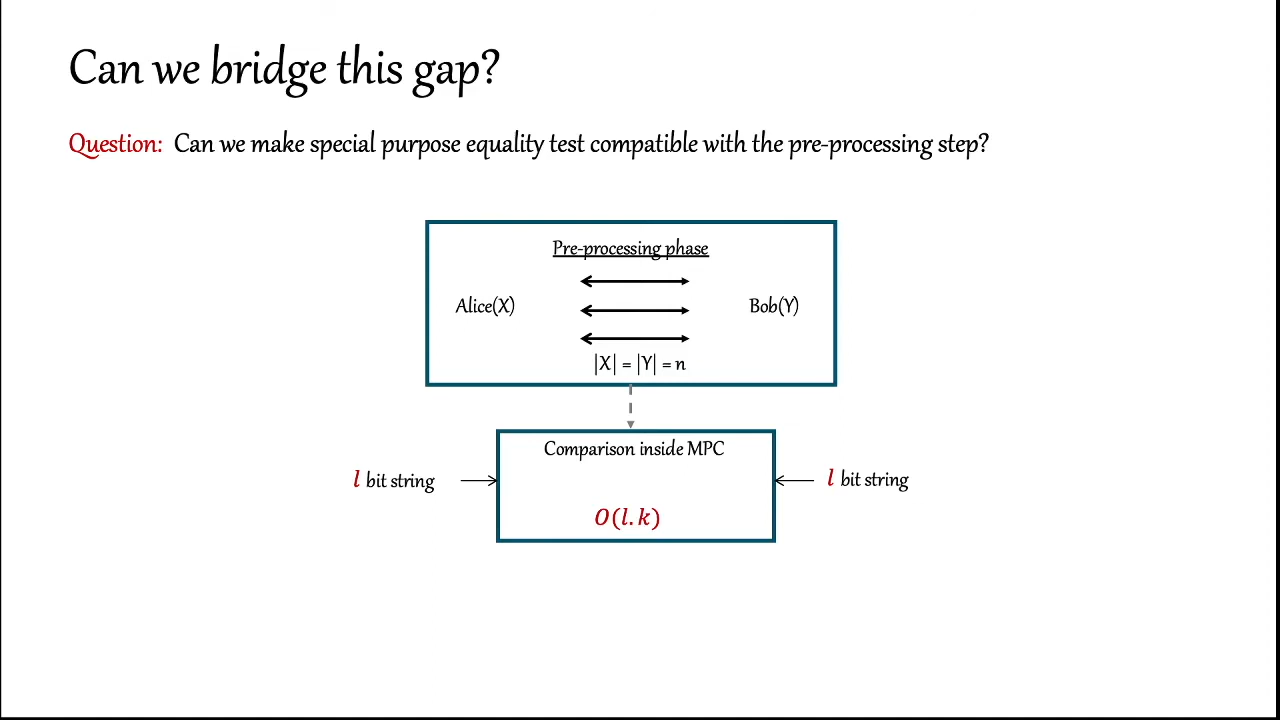 Can we bridge this gap?
Question: Can we make special purpose equality test compatible with the pre-processing step?
Pre-processing phase
Alice(X)
Bob(Y)
|X| = |Y| = n
Comparison inside MPC
l bit string
l bit string
O(l.k)